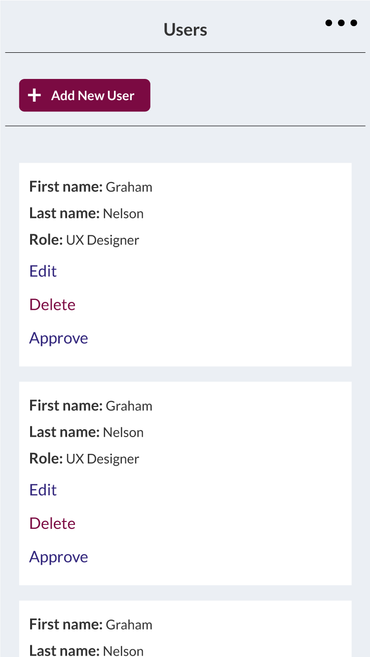 Users
Add New User
First name: Graham
Last name: Nelson
Role: UX Designer
Edit
Delete
Approve
First name: Graham
Last name: Nelson
Role: UX Designer
Edit
Delete
Approve
First name: Graham
Last name: Nelson